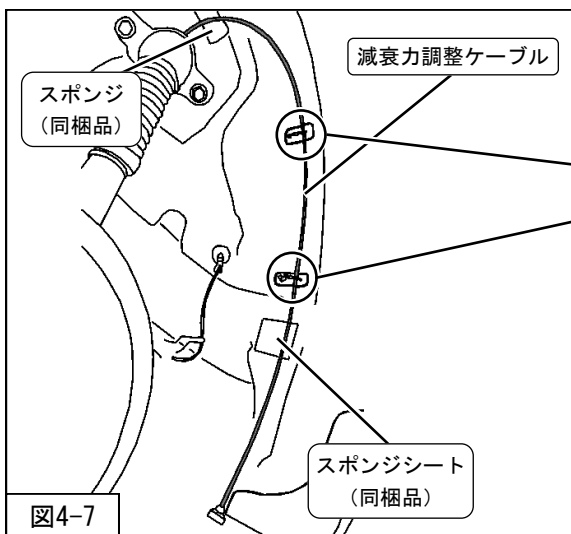 減衰力調整ケーブル
スポンジ
（同梱品）
スポンジシート
（同梱品）
図4-7